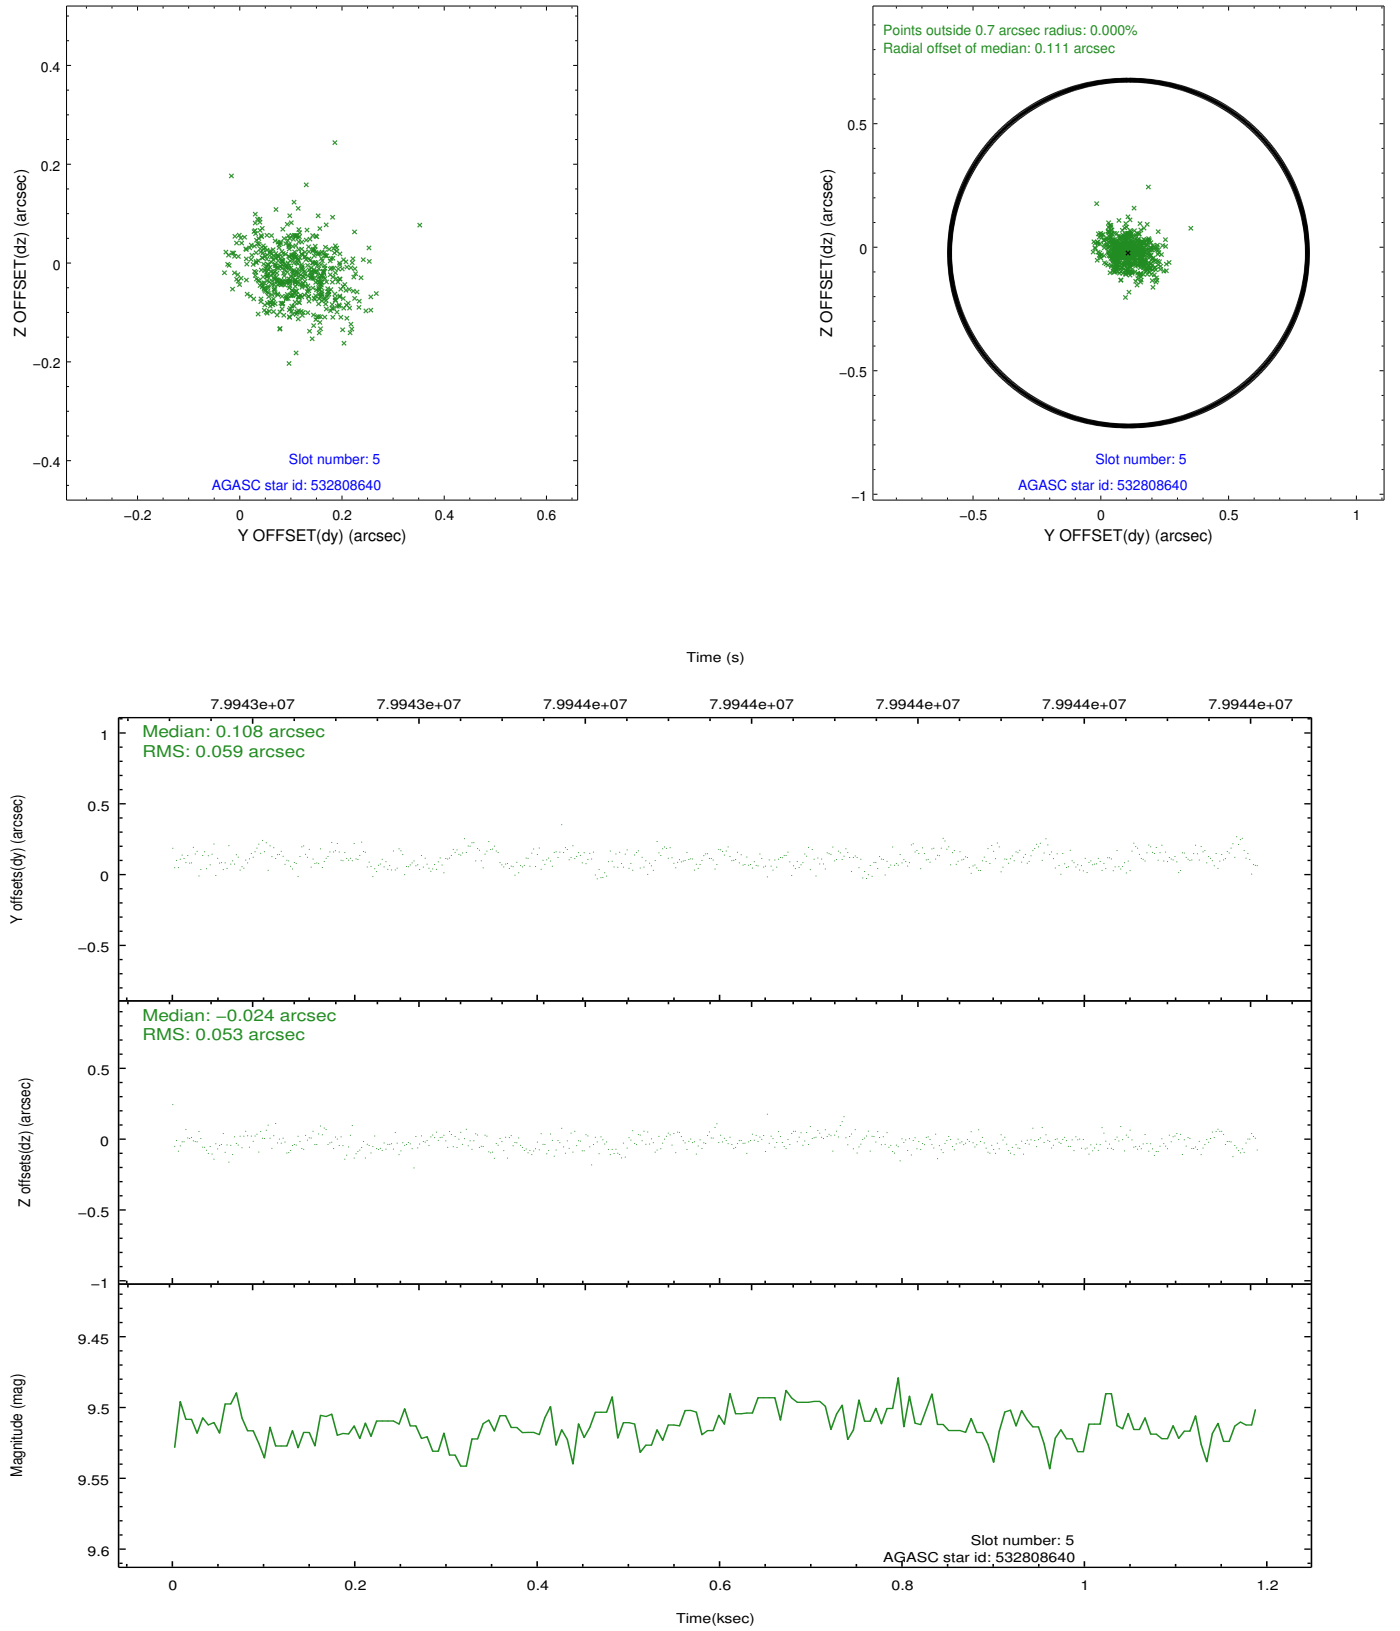 0.4
0.2
0
−0.2
−0.4
Z OFFSET(dz) (arcsec)
Slot number: 5
AGASC star id: 532808640
−0.2
0
0.2
0.4
0.6
Y OFFSET(dy) (arcsec)
Points outside 0.7 arcsec radius: 0.000%
Radial offset of median: 0.111 arcsec
0.5
0
−0.5
−1
Z OFFSET(dz) (arcsec)
Slot number: 5
AGASC star id: 532808640
−0.5
0
0.5
1
Y OFFSET(dy) (arcsec)
Time (s)
7.9943e+07
7.9943e+07
7.9944e+07
7.9944e+07
7.9944e+07
7.9944e+07
7.9944e+07
Median: 0.108 arcsec
RMS: 0.059 arcsec
1
0.5
0
−0.5
Y offsets(dy) (arcsec)
Median: −0.024 arcsec
RMS: 0.053 arcsec
0.5
0
−0.5
−1
Z offsets(dz) (arcsec)
9.45
9.5
9.55
9.6
Magnitude (mag)
Slot number: 5
AGASC star id: 532808640
0
0.2
0.4
0.6
0.8
1
1.2
Time(ksec)